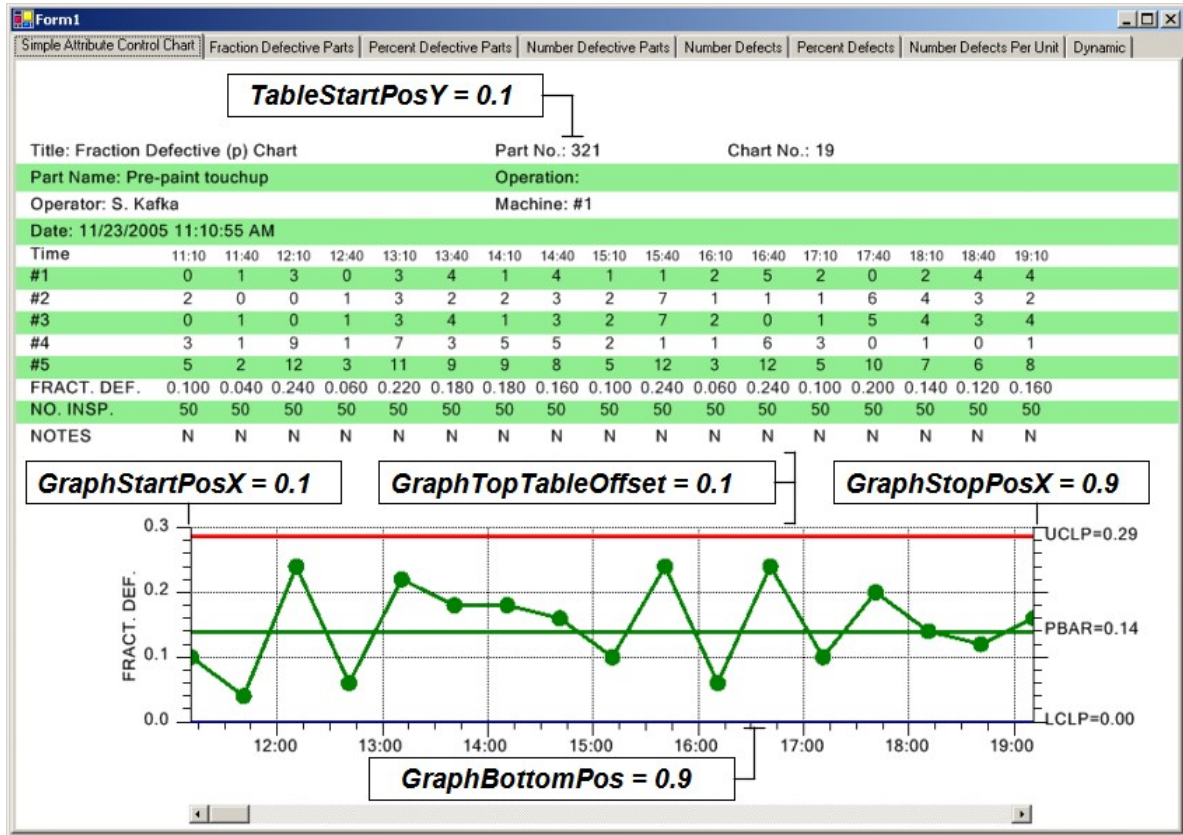 Form1
Simple Attribute Control Chart Fraction Defective Parts Percent Defective Parts Number Defective Parts Number Defects Percent Defects Number Defects Per Unit Dynamic
TableStartPosY = 0.1
Title: Fraction Defective (p) Chart Part No.: 321 Chart No.: 19
Part Name: Pre-paint touchup Operation:
Operator: S. Kafka Machine: #1
Date: 11/23/2005 11:10:55 AM
Time 11:10 11:40 12:10 12:40 13:10 13:40 14:10 14:40 15:10 15:40 16:10 16:40 17:10 17:40 18:10 18:40 19:10
#1 0 1 3 0 3 4 1 4 1 1 2 5 2 0 2 4 4
#2 2 0 0 1 3 2 2 3 2 7 1 1 1 6 4 3 2
#3 0 1 0 1 3 4 1 3 2 7 2 0 1 5 4 3 4
#4 3 1 9 1 7 3 5 5 2 1 1 6 3 0 1 0 1
#5 5 2 12 3 11 9 9 8 5 12 3 12 5 10 7 6 8
FRACT. DEF. 0.100 0.040 0.240 0.060 0.220 0.180 0.180 0.160 0.100 0.240 0.060 0.240 0.100 0.200 0.140 0.120 0.160
NO. INSP. 50 50 50 50 50 50 50 50 50 50 50 50 50 50 50 50 50
NOTES N N N N N N N N N N N N N N N N N
GraphStartPosX = 0.1 GraphTopTableOffset = 0.1 GraphStopPosX = 0.9
0.3
UCLP=0.29
0.2
FRACT. DEF.
PBAR=0.14
0.1
0.0
LCLP=0.00
12:00 13:00 14:00 15:00 16:00 17:00 18:00 19:00
GraphBottomPos = 0.9